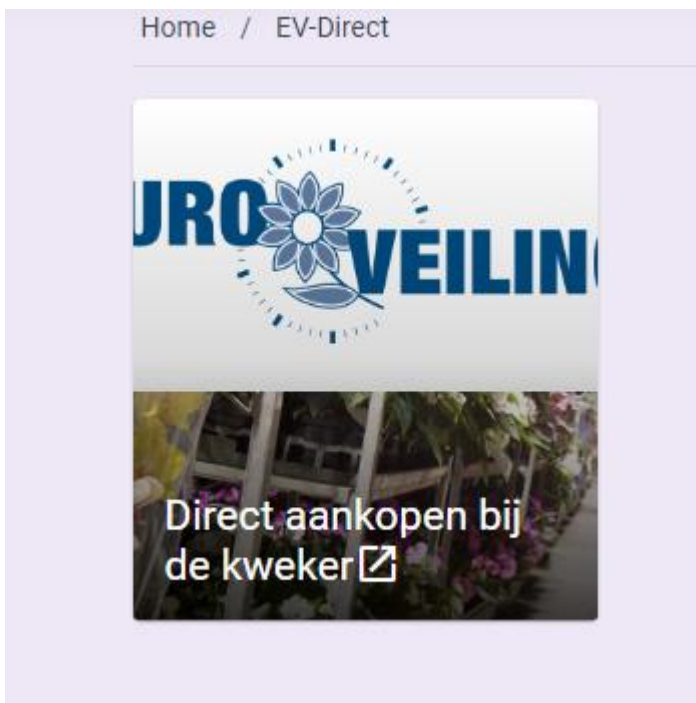 Home / EV-Direct
URO VEILIN
Direct aankopen bij
de kweker